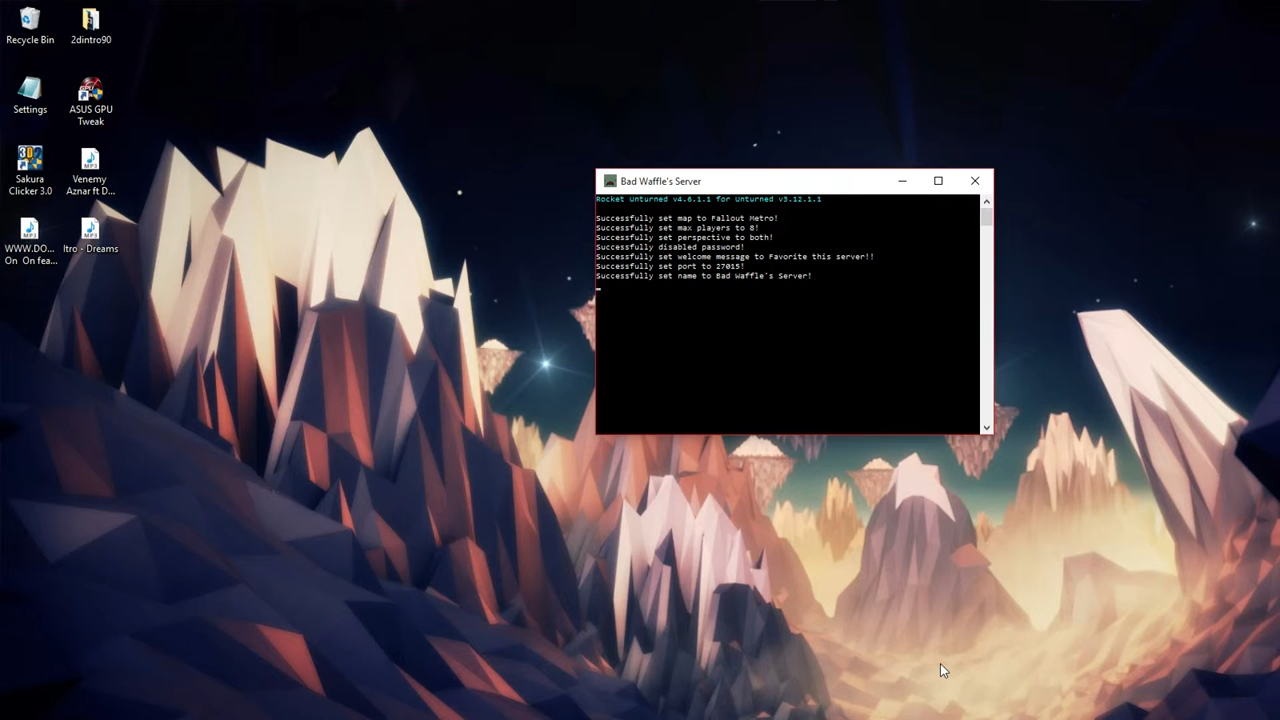 Recycle Bin
2dintro90
Settings
ASUS GPU
Tweak
Sakura
Clicker 3.0
Venemy
Aznar ft D...
WWW.DO...
On On fea...
Itro - Dreams
Bad Waffle's Server
Rocket Unturned v4.6.1.1 for Unturned v3.12.1.1
Successfully set map to Fallout Metro!
Successfully set max players to 8!
Successfully set perspective to both!
Successfully disabled password!
Successfully set welcome message to Favorite this server!!
Successfully set port to 27015!
Successfully set name to Bad Waffle's Server!